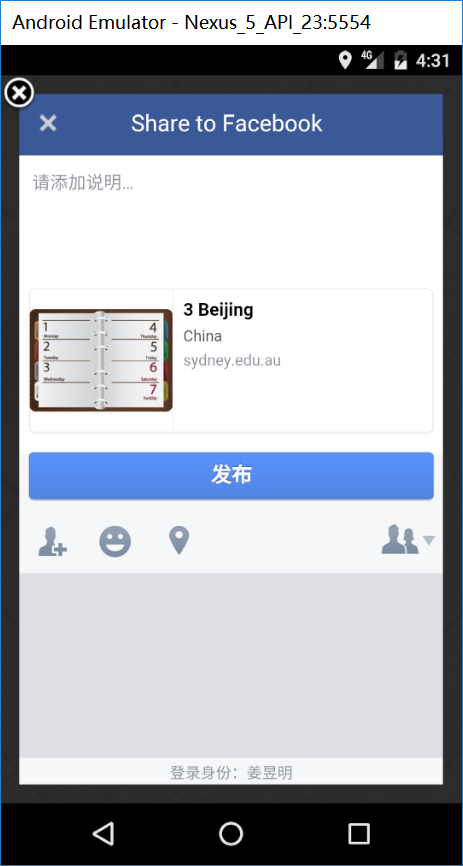 Android Emulator - Nexus_5_API_23:5554
4G 4:31
Share to Facebook
请添加说明...
3 Beijing
China
sydney.edu.au
1 Monday
2 Tuesday
3 Wednesday
4 Thursday
5 Friday
6 Saturday
7 Sunday
发布
登录身份：姜昱明